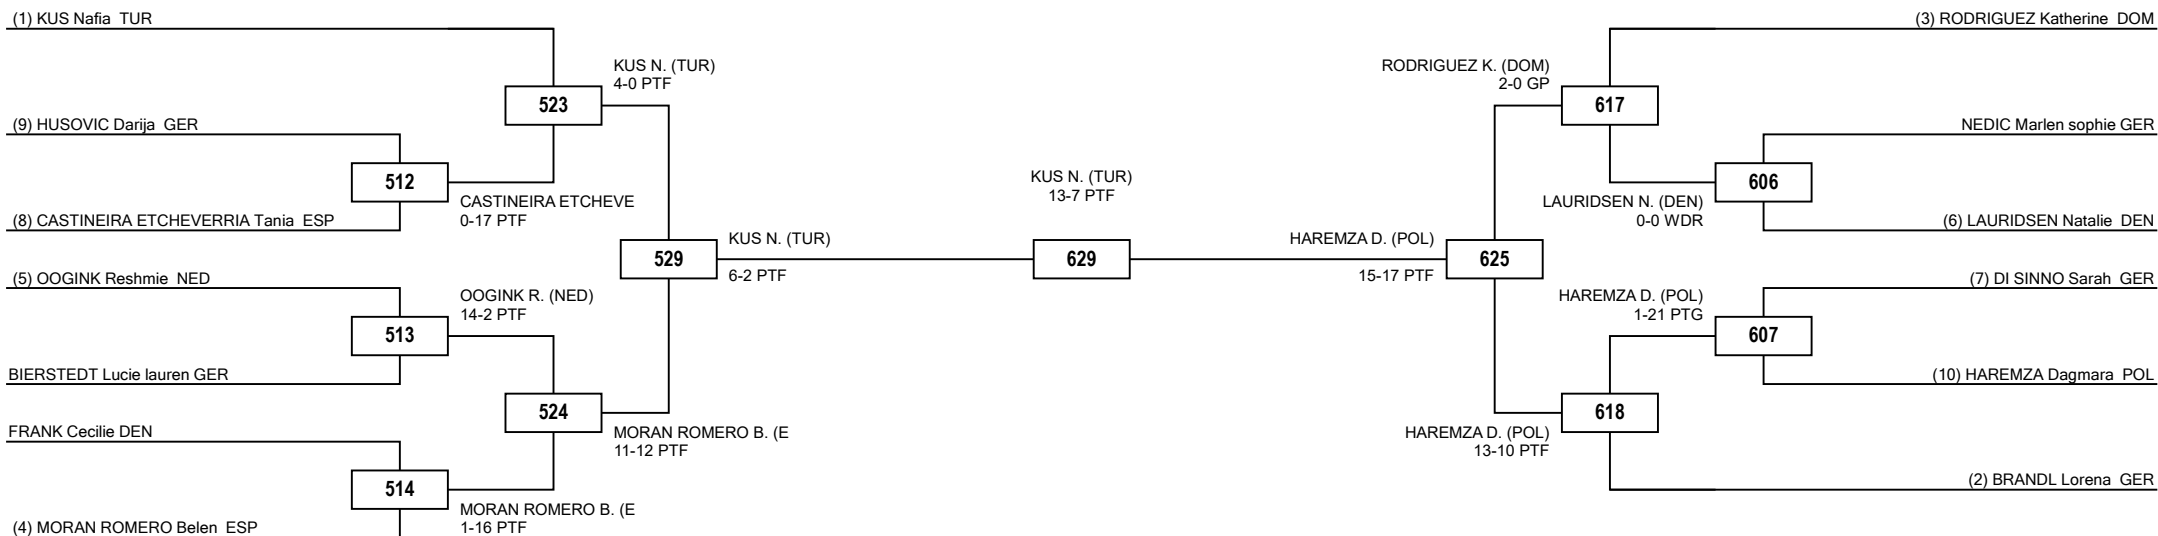 (1) KUS Nafia TUR
(3) RODRIGUEZ Katherine DOM
KUS N. (TUR)
4-0 PTF
RODRIGUEZ K. (DOM)
2-0 GP
523
617
(9) HUSOVIC Darija GER
NEDIC Marlen sophie GER
512
KUS N. (TUR)
13-7 PTF
606
CASTINEIRA ETCHEVE
0-17 PTF
LAURIDSEN N. (DEN)
0-0 WDR
(8) CASTINEIRA ETCHEVERRIA Tania ESP
(6) LAURIDSEN Natalie DEN
529
KUS N. (TUR)
6-2 PTF
629
HAREMZA D. (POL)
15-17 PTF
625
(5) OOGINK Reshmie NED
(7) DI SINNO Sarah GER
OOGINK R. (NED)
14-2 PTF
HAREMZA D. (POL)
1-21 PTG
513
607
BIERSTEDT Lucie lauren GER
(10) HAREMZA Dagmara POL
524
618
FRANK Cecilie DEN
MORAN ROMERO B. (E
11-12 PTF
HAREMZA D. (POL)
13-10 PTF
514
(2) BRANDL Lorena GER
MORAN ROMERO B. (E
1-16 PTF
(4) MORAN ROMERO Belen ESP